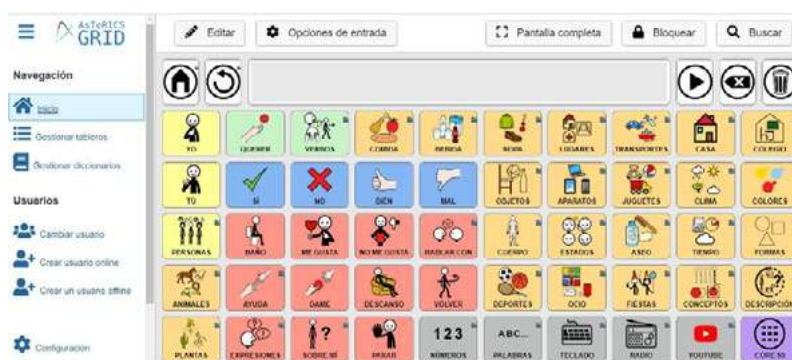 AsTeRICS
GRID
Editar
Opciones de entrada
Pantalla completa
Bloquear
Buscar
Navegación
Inicio
Gestionar tableros
Gestionar diccionarios
Usuarios
Cambiar usuario
Crear usuario online
Crear un usuario offline
Configuración
YO
QUERER
VERBOS
COMIDA
BEBIDA
ROPA
LUGARES
TRANSPORTES
CASA
COLEGIO
TÚ
SÍ
NO
BIEN
MAL
OBJETOS
APARATOS
JUGUETES
CLIMA
COLORES
PERSONAS
BAÑO
ME GUSTA
NO ME GUSTA
HABLAR CON
CUERPO
ESTADOS
ASEO
TIEMPO
FORMAS
ANIMALES
AYUDA
DAME
DESCANSO
VOLVER
DEPORTES
OCIO
FIESTAS
CONCEPTOS
DESCRIPCIÓN
PLANTAS
EXPRESIONES
SOBRE MÍ
PARAR
123
NÚMEROS
ABC...
PALABRAS
TECLADO
RADIO
YOUTUBE
CORE 50